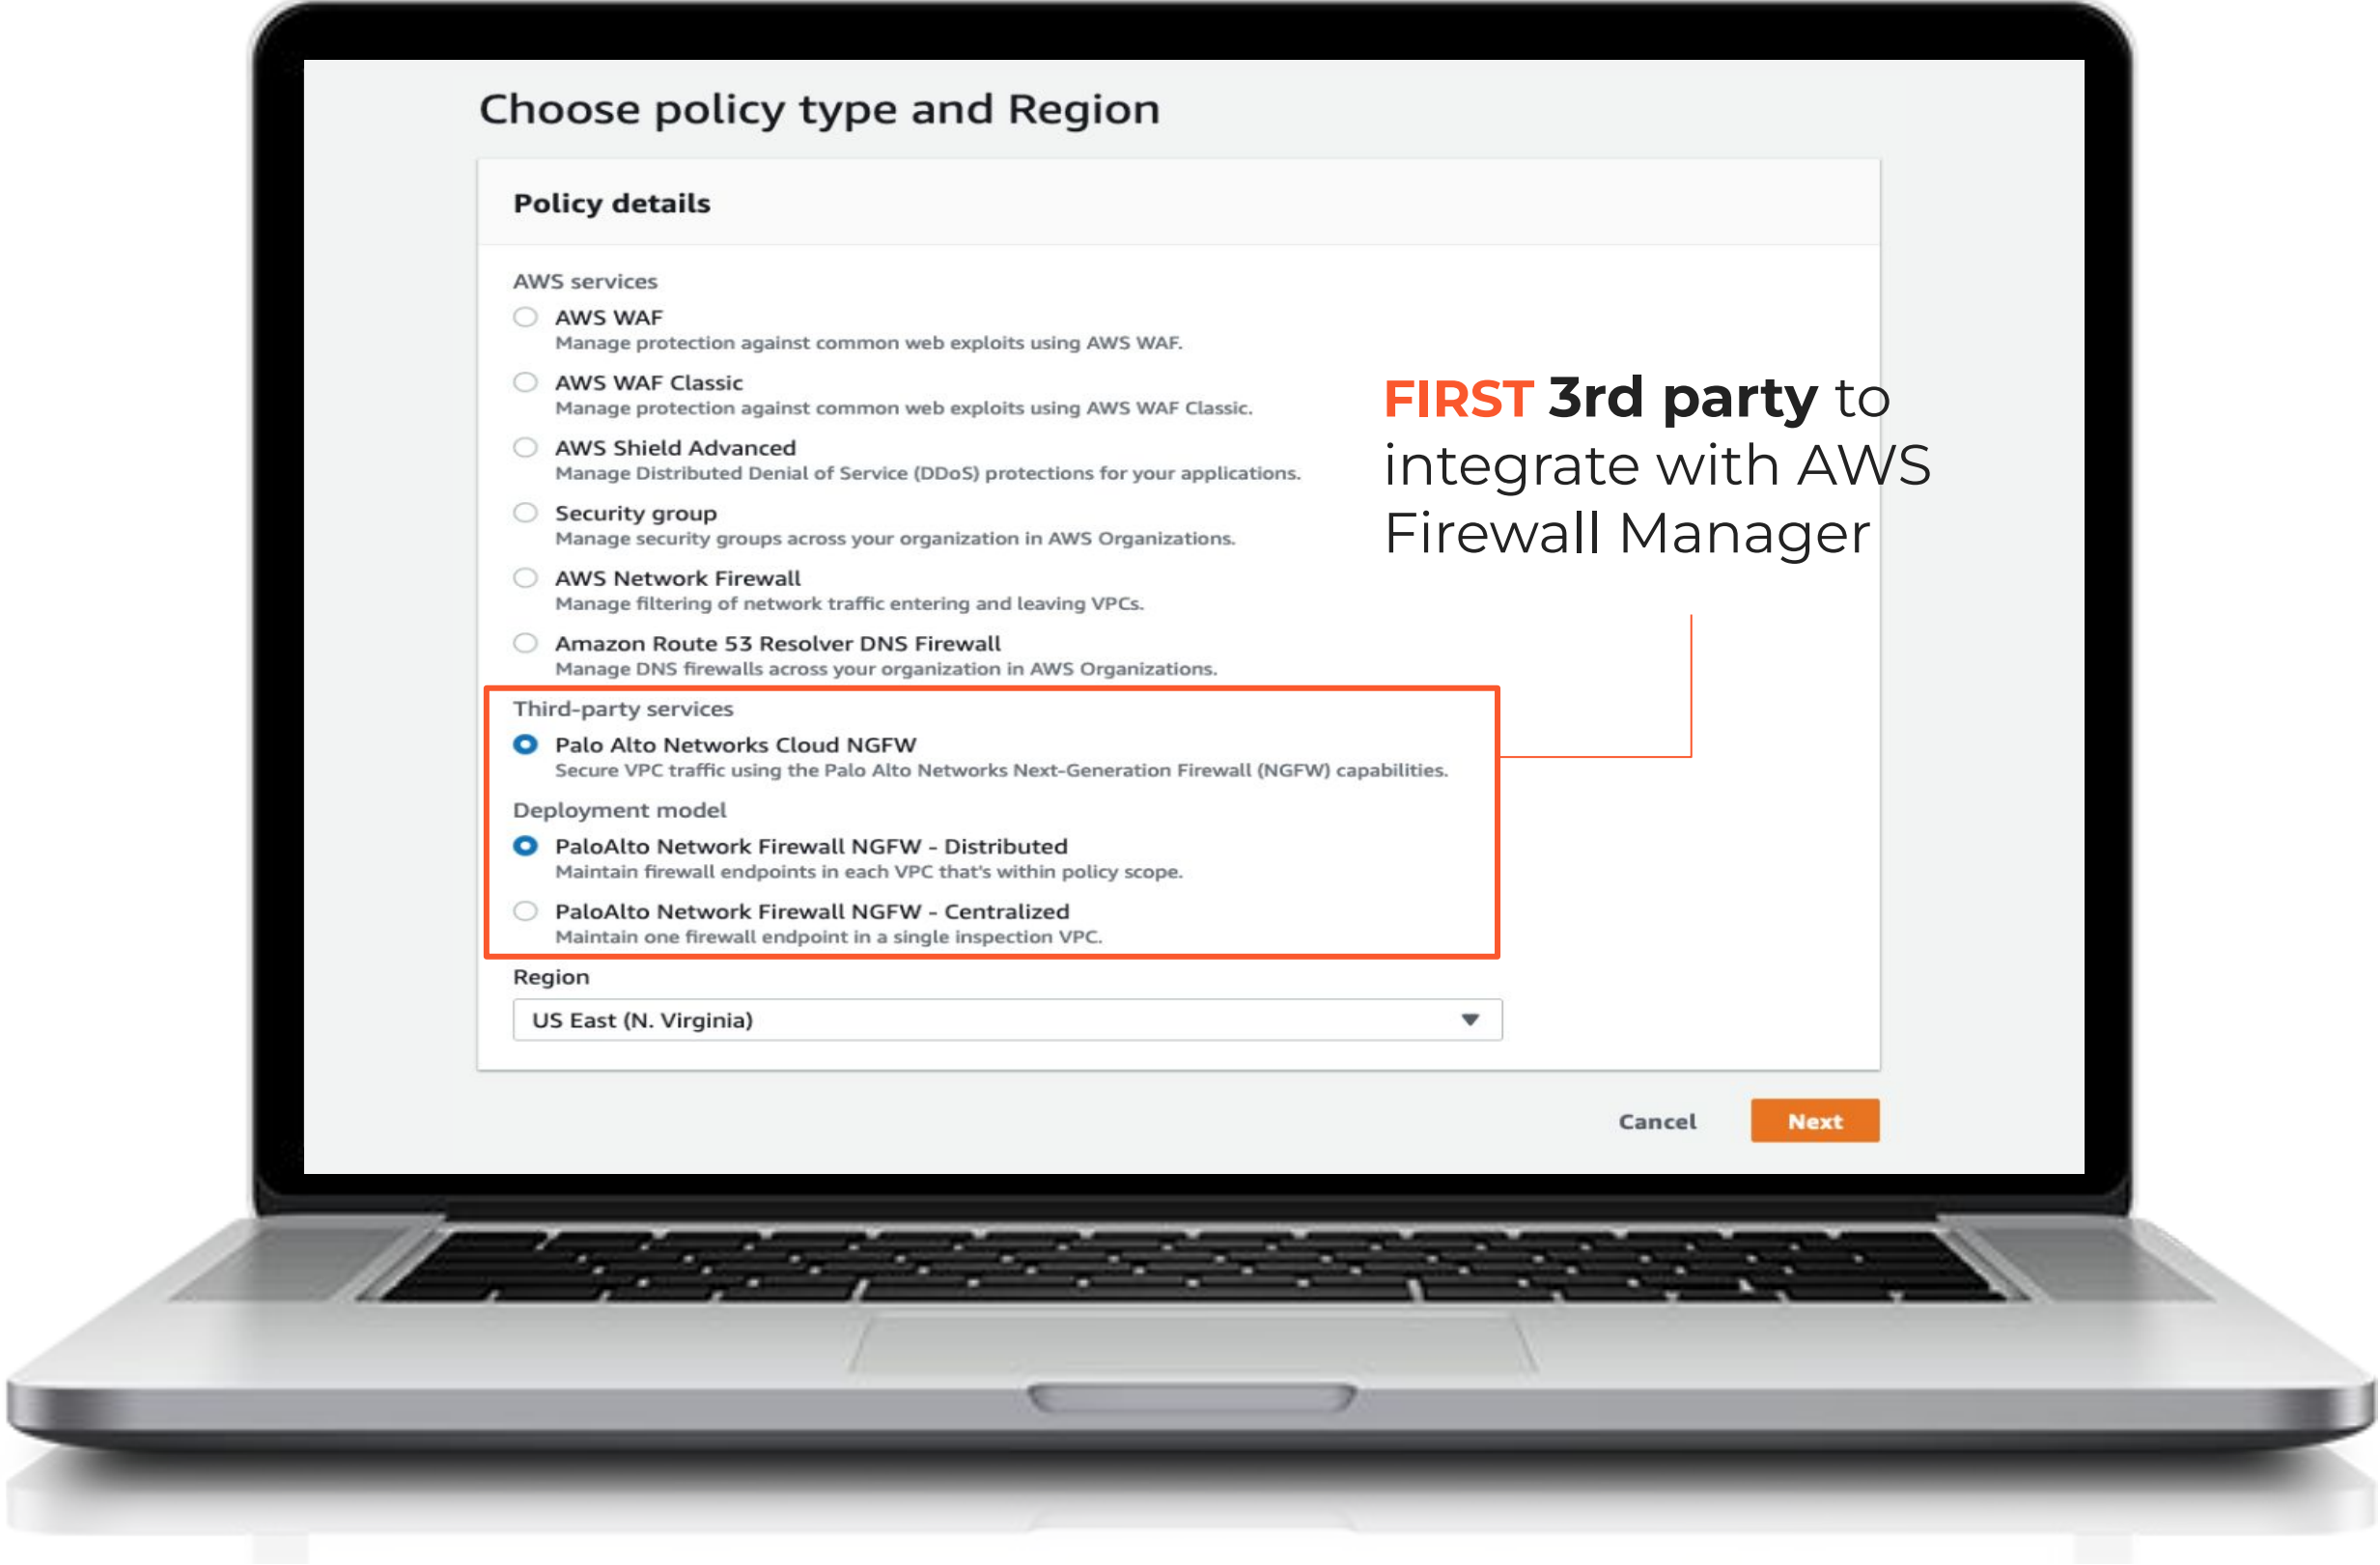 Choose policy type and Region
Policy details
AWS services
AWS WAF
Manage protection against common web exploits using AWS WAF.
AWS WAF Classic
Manage protection against common web exploits using AWS WAF Classic.
AWS Shield Advanced
Manage Distributed Denial of Service (DDoS) protections for your applications.
Security group
Manage security groups across your organization in AWS Organizations.
AWS Network Firewall
Manage filtering of network traffic entering and leaving VPCs.
Amazon Route 53 Resolver DNS Firewall
Manage DNS firewalls across your organization in AWS Organizations.
FIRST 3rd party to
integrate with AWS
Firewall Manager
Third-party services
Palo Alto Networks Cloud NGFW
Secure VPC traffic using the Palo Alto Networks Next-Generation Firewall (NGFW) capabilities.
Deployment model
PaloAlto Network Firewall NGFW - Distributed
Maintain firewall endpoints in each VPC that's within policy scope.
PaloAlto Network Firewall NGFW - Centralized
Maintain one firewall endpoint in a single inspection VPC.
Region
US East (N. Virginia)
Cancel
Next